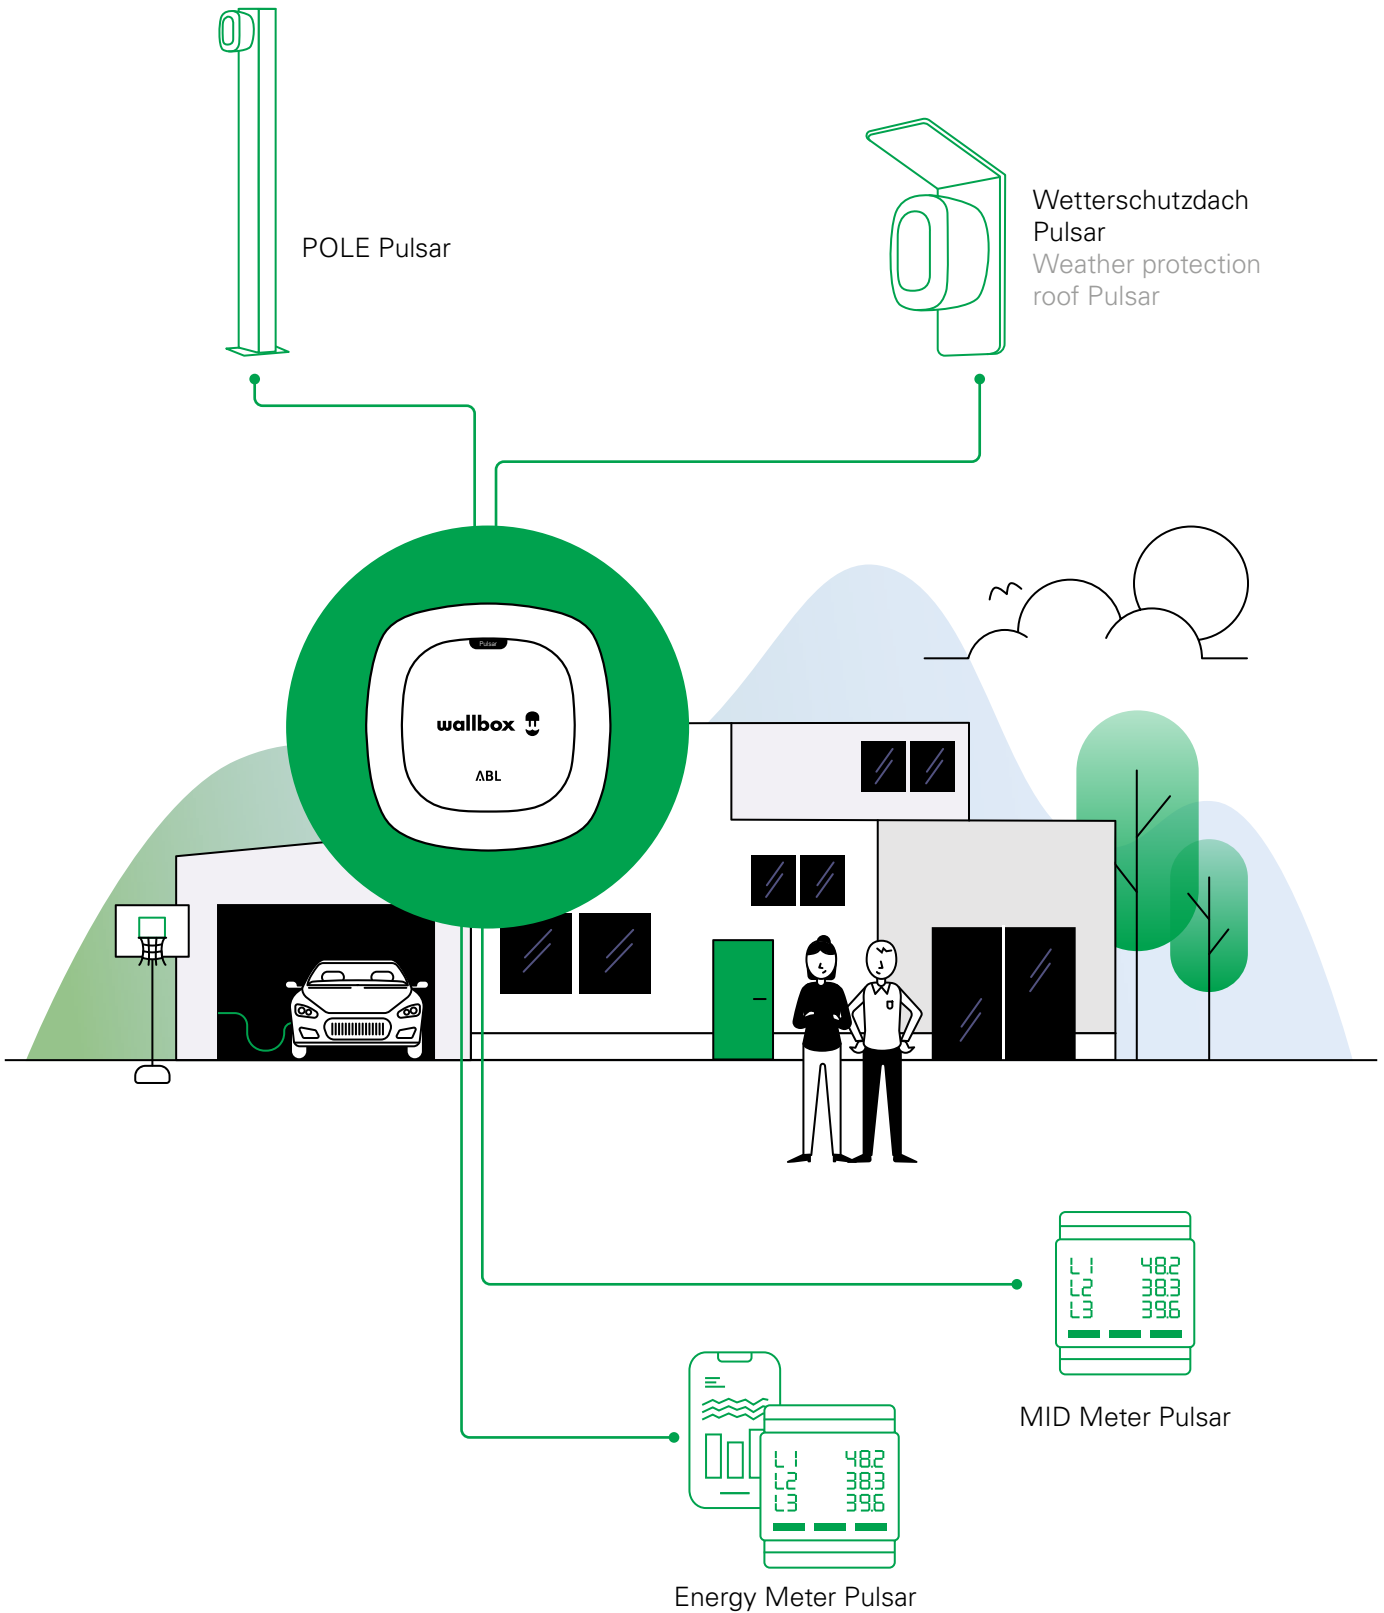 POLE Pulsar
Wetterschutzdach
Pulsar
Weather protection
roof Pulsar
Pulsar
wallbox
ABL
L1 48.2
L2 38.3
L3 39.6
MID Meter Pulsar
L1 48.2
L2 38.3
L3 39.6
Energy Meter Pulsar